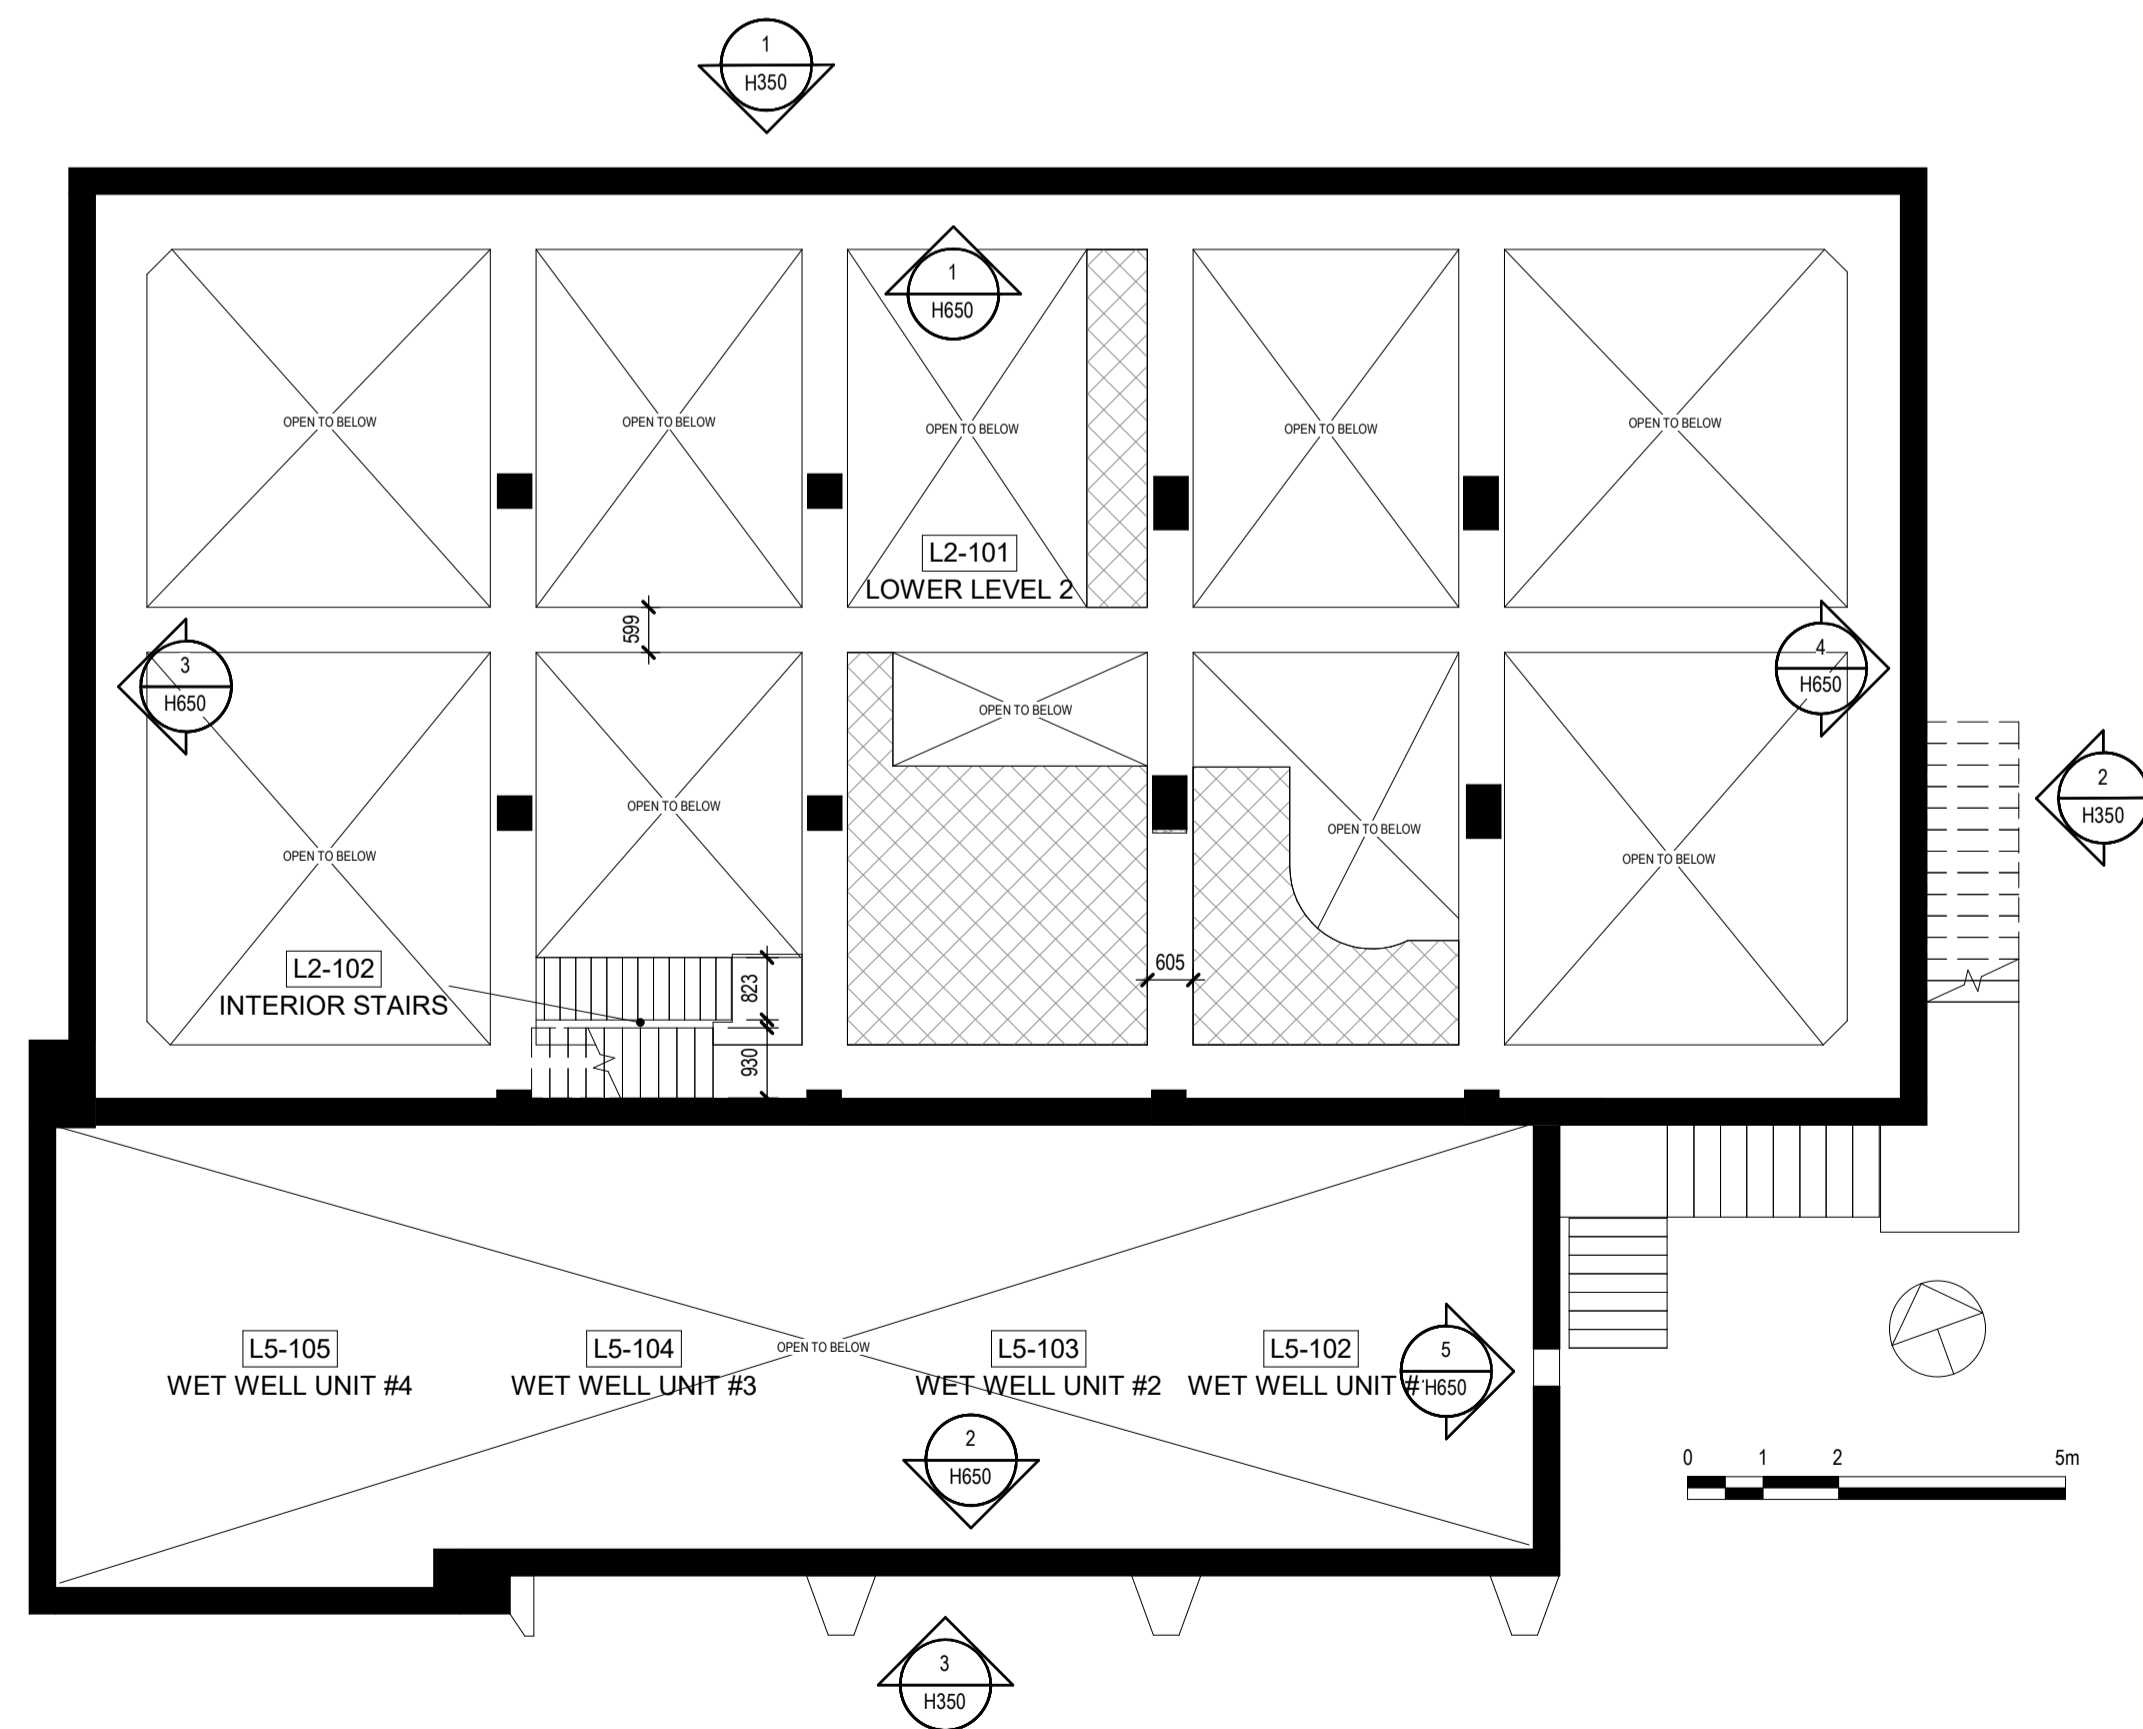 1
H350
1
H650
OPEN TO BELOW
OPEN TO BELOW
OPEN TO BELOW
OPEN TO BELOW
OPEN TO BELOW
L2-101
LOWER LEVEL 2
599
3
H650
4
H650
OPEN TO BELOW
2
H350
OPEN TO BELOW
OPEN TO BELOW
OPEN TO BELOW
OPEN TO BELOW
L2-102
INTERIOR STAIRS
823
605
930
L5-105
WET WELL UNIT #4
L5-104
WET WELL UNIT #3
OPEN TO BELOW
L5-103
WET WELL UNIT #2
L5-102
WET WELL UNIT #
5
H650
2
H650
0 1 2 5m
3
H350